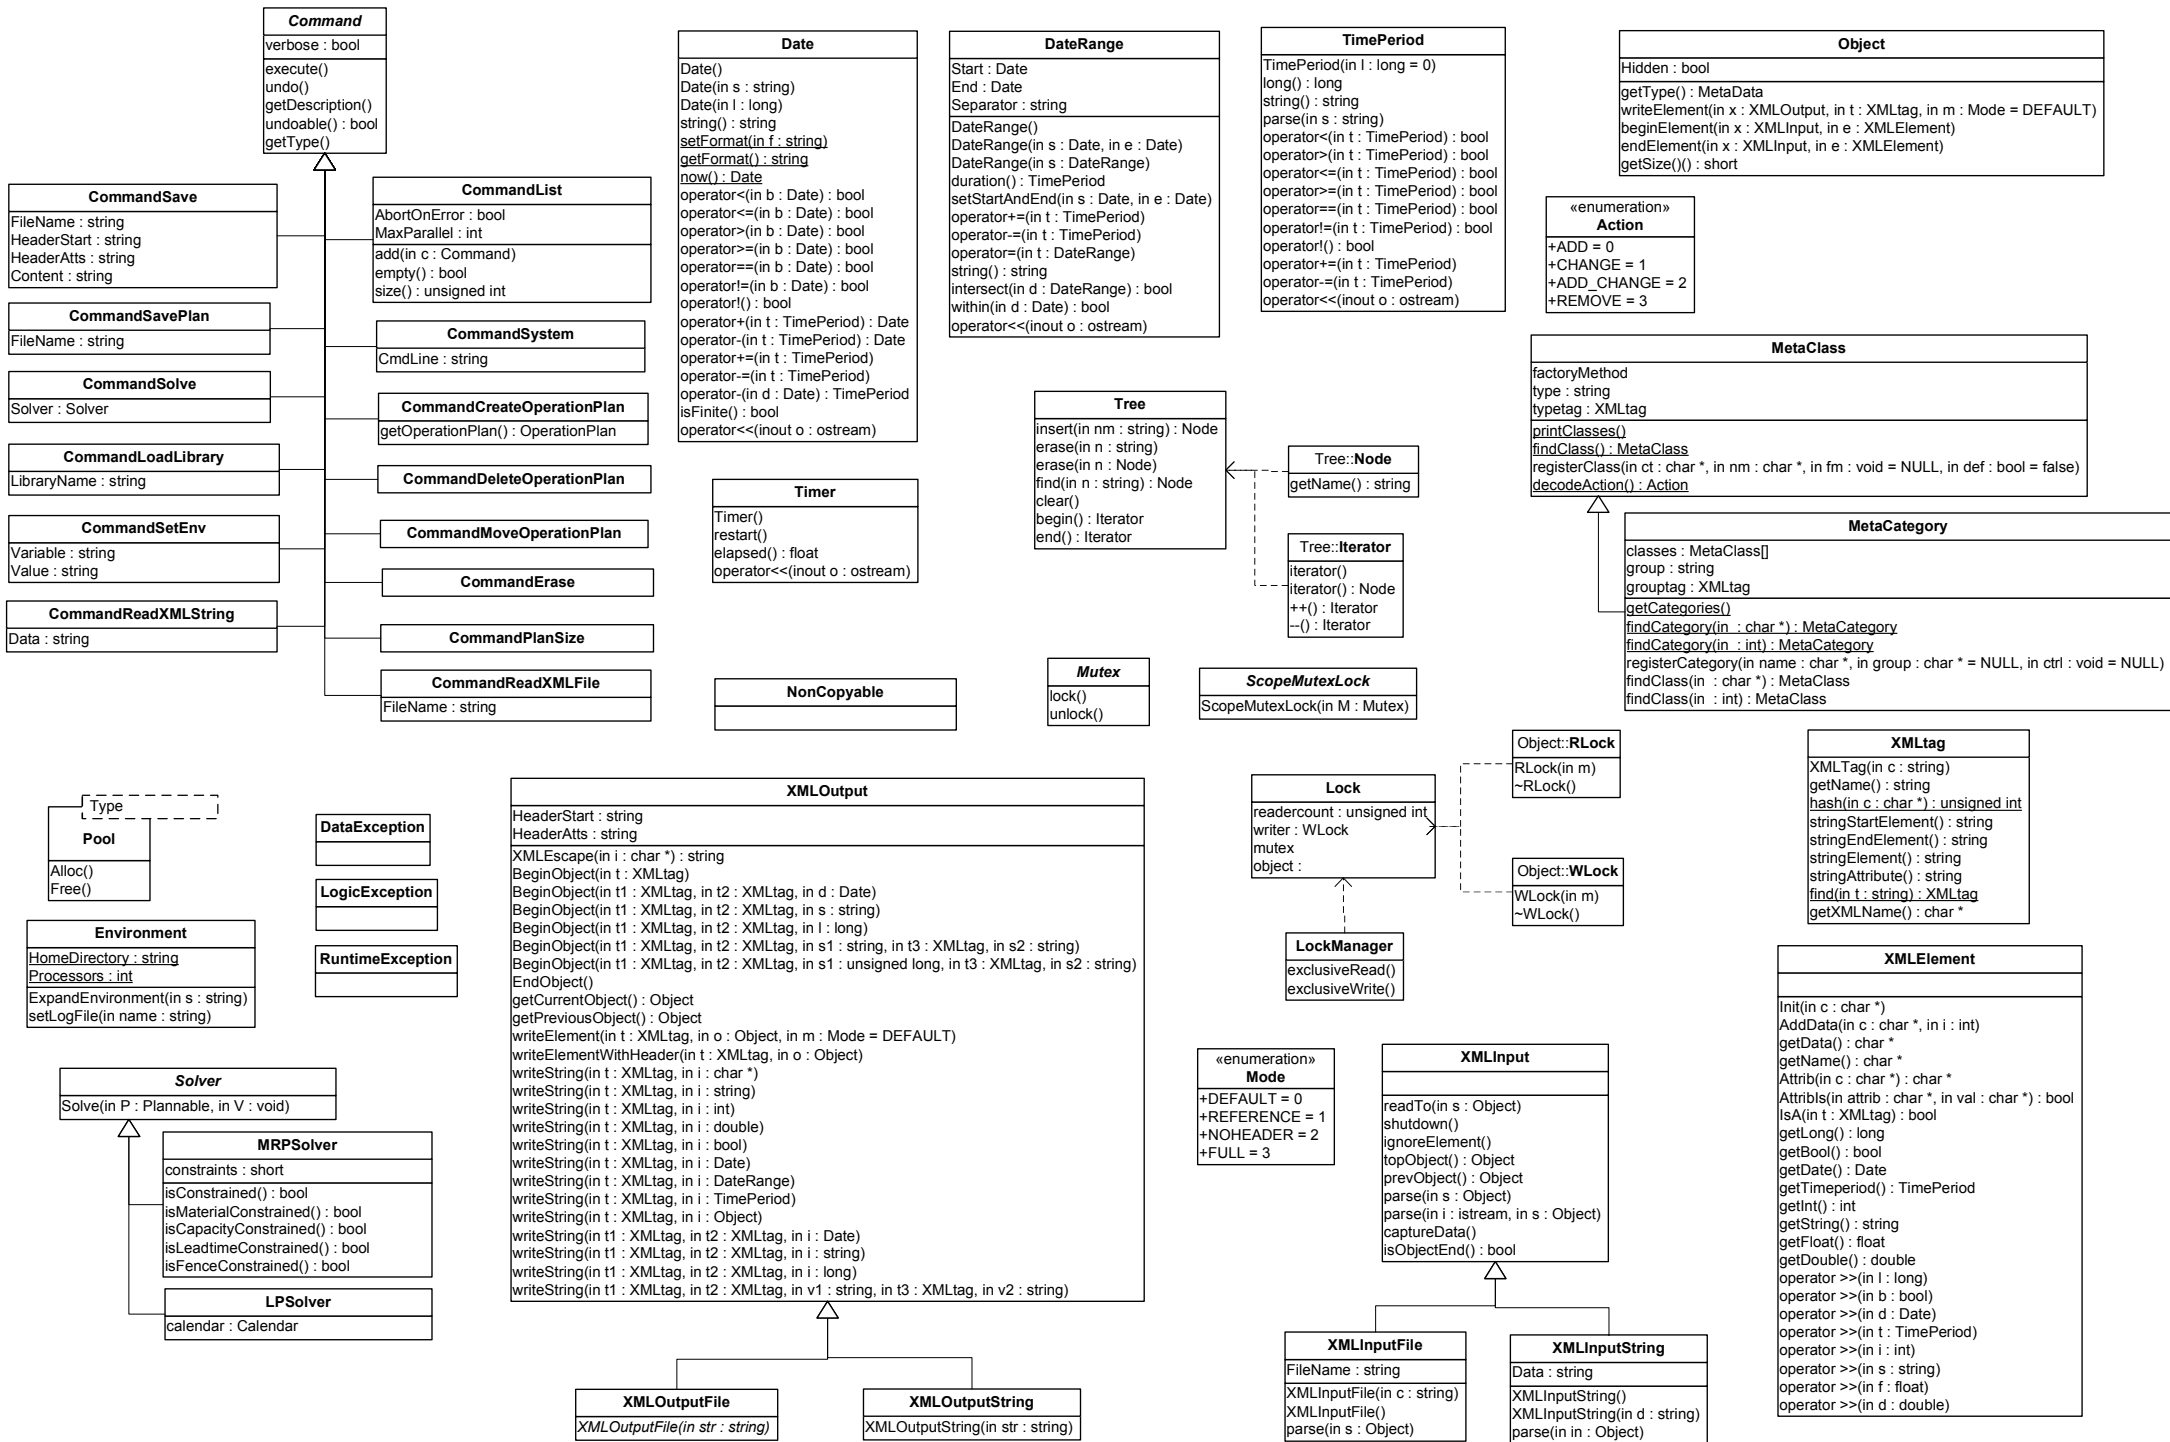 Command
verbose : bool
execute()
undo()
getDescription()
undoable() : bool
getType()
CommandSave
FileName : string
HeaderStart : string
HeaderAtts : string
Content : string
CommandSavePlan
FileName : string
CommandSolve
Solver : Solver
CommandLoadLibrary
LibraryName : string
CommandSetEnv
Variable : string
Value : string
CommandReadXMLString
Data : string
CommandList
AbortOnError : bool
MaxParallel : int
add(in c : Command)
empty() : bool
size() : unsigned int
CommandSystem
CmdLine : string
CommandCreateOperationPlan
getOperationPlan() : OperationPlan
CommandDeleteOperationPlan
CommandMoveOperationPlan
CommandErase
CommandPlanSize
CommandReadXMLFile
FileName : string
Date
Date()
Date(in s : string)
Date(in l : long)
string() : string
setFormat(in f : string)
getFormat() : string
now() : Date
operator<(in b : Date) : bool
operator<=(in b : Date) : bool
operator>(in b : Date) : bool
operator>=(in b : Date) : bool
operator==(in b : Date) : bool
operator!=(in b : Date) : bool
operator!() : bool
operator+(in t : TimePeriod) : Date
operator-(in t : TimePeriod) : Date
operator+=(in t : TimePeriod)
operator-=(in t : TimePeriod)
operator-(in d : Date) : TimePeriod
isFinite() : bool
operator<<(inout o : ostream)
Timer
Timer()
restart()
elapsed() : float
operator<<(inout o : ostream)
NonCopyable
DateRange
Start : Date
End : Date
Separator : string
DateRange()
DateRange(in s : Date, in e : Date)
DateRange(in s : DateRange)
duration() : TimePeriod
setStartAndEnd(in s : Date, in e : Date)
operator+=(in t : TimePeriod)
operator-=(in t : TimePeriod)
operator=(in t : DateRange)
string() : string
intersect(in d : DateRange) : bool
within(in d : Date) : bool
operator<<(inout o : ostream)
TimePeriod
TimePeriod(in l : long = 0)
long() : long
string() : string
parse(in s : string)
operator<(in t : TimePeriod) : bool
operator>(in t : TimePeriod) : bool
operator<=(in t : TimePeriod) : bool
operator>=(in t : TimePeriod) : bool
operator==(in t : TimePeriod) : bool
operator!=(in t : TimePeriod) : bool
operator!() : bool
operator+=(in t : TimePeriod)
operator-=(in t : TimePeriod)
operator<<(inout o : ostream)
Object
Hidden : bool
getType() : MetaData
writeElement(in x : XMLOutput, in t : XMLtag, in m : Mode = DEFAULT)
beginElement(in x : XMLInput, in e : XMLElement)
endElement(in x : XMLInput, in e : XMLElement)
getSize()() : short
«enumeration»
Action
+ADD = 0
+CHANGE = 1
+ADD_CHANGE = 2
+REMOVE = 3
MetaClass
factoryMethod
type : string
typetag : XMLtag
printClasses()
findClass() : MetaClass
registerClass(in ct : char *, in nm : char *, in fm : void = NULL, in def : bool = false)
decodeAction() : Action
MetaCategory
classes : MetaClass[]
group : string
grouptag : XMLtag
getCategories()
findCategory(in  : char *) : MetaCategory
findCategory(in  : int) : MetaCategory
registerCategory(in name : char *, in group : char * = NULL, in ctrl : void = NULL)
findClass(in  : char *) : MetaClass
findClass(in  : int) : MetaClass
Tree
insert(in nm : string) : Node
erase(in n : string)
erase(in n : Node)
find(in n : string) : Node
clear()
begin() : Iterator
end() : Iterator
Tree::Node
getName() : string
Tree::Iterator
iterator()
iterator() : Node
++() : Iterator
--() : Iterator
Mutex
lock()
unlock()
ScopeMutexLock
ScopeMutexLock(in M : Mutex)
Type
Pool
Alloc()
Free()
Environment
HomeDirectory : string
Processors : int
ExpandEnvironment(in s : string)
setLogFile(in name : string)
DataException
LogicException
RuntimeException
Solver
Solve(in P : Plannable, in V : void)
MRPSolver
constraints : short
isConstrained() : bool
isMaterialConstrained() : bool
isCapacityConstrained() : bool
isLeadtimeConstrained() : bool
isFenceConstrained() : bool
LPSolver
calendar : Calendar
XMLOutput
HeaderStart : string
HeaderAtts : string
XMLEscape(in i : char *) : string
BeginObject(in t : XMLtag)
BeginObject(in t1 : XMLtag, in t2 : XMLtag, in d : Date)
BeginObject(in t1 : XMLtag, in t2 : XMLtag, in s : string)
BeginObject(in t1 : XMLtag, in t2 : XMLtag, in l : long)
BeginObject(in t1 : XMLtag, in t2 : XMLtag, in s1 : string, in t3 : XMLtag, in s2 : string)
BeginObject(in t1 : XMLtag, in t2 : XMLtag, in s1 : unsigned long, in t3 : XMLtag, in s2 : string)
EndObject()
getCurrentObject() : Object
getPreviousObject() : Object
writeElement(in t : XMLtag, in o : Object, in m : Mode = DEFAULT)
writeElementWithHeader(in t : XMLtag, in o : Object)
writeString(in t : XMLtag, in i : char *)
writeString(in t : XMLtag, in i : string)
writeString(in t : XMLtag, in i : int)
writeString(in t : XMLtag, in i : double)
writeString(in t : XMLtag, in i : bool)
writeString(in t : XMLtag, in i : Date)
writeString(in t : XMLtag, in i : DateRange)
writeString(in t : XMLtag, in i : TimePeriod)
writeString(in t : XMLtag, in i : Object)
writeString(in t1 : XMLtag, in t2 : XMLtag, in i : Date)
writeString(in t1 : XMLtag, in t2 : XMLtag, in i : string)
writeString(in t1 : XMLtag, in t2 : XMLtag, in i : long)
writeString(in t1 : XMLtag, in t2 : XMLtag, in v1 : string, in t3 : XMLtag, in v2 : string)
XMLOutputFile
XMLOutputFile(in str : string)
XMLOutputString
XMLOutputString(in str : string)
Lock
readercount : unsigned int
writer : WLock
mutex
object :
Object::RLock
RLock(in m)
~RLock()
Object::WLock
WLock(in m)
~WLock()
LockManager
exclusiveRead()
exclusiveWrite()
«enumeration»
Mode
+DEFAULT = 0
+REFERENCE = 1
+NOHEADER = 2
+FULL = 3
XMLInput
readTo(in s : Object)
shutdown()
ignoreElement()
topObject() : Object
prevObject() : Object
parse(in s : Object)
parse(in i : istream, in s : Object)
captureData()
isObjectEnd() : bool
XMLInputFile
FileName : string
XMLInputFile(in c : string)
XMLInputFile()
parse(in s : Object)
XMLInputString
Data : string
XMLInputString()
XMLInputString(in d : string)
parse(in in : Object)
XMLtag
XMLTag(in c : string)
getName() : string
hash(in c : char *) : unsigned int
stringStartElement() : string
stringEndElement() : string
stringElement() : string
stringAttribute() : string
find(in t : string) : XMLtag
getXMLName() : char *
XMLElement
Init(in c : char *)
AddData(in c : char *, in i : int)
getData() : char *
getName() : char *
Attrib(in c : char *) : char *
AttribIs(in attrib : char *, in val : char *) : bool
IsA(in t : XMLtag) : bool
getLong() : long
getBool() : bool
getDate() : Date
getTimeperiod() : TimePeriod
getInt() : int
getString() : string
getFloat() : float
getDouble() : double
operator >>(in l : long)
operator >>(in b : bool)
operator >>(in d : Date)
operator >>(in t : TimePeriod)
operator >>(in i : int)
operator >>(in s : string)
operator >>(in f : float)
operator >>(in d : double)